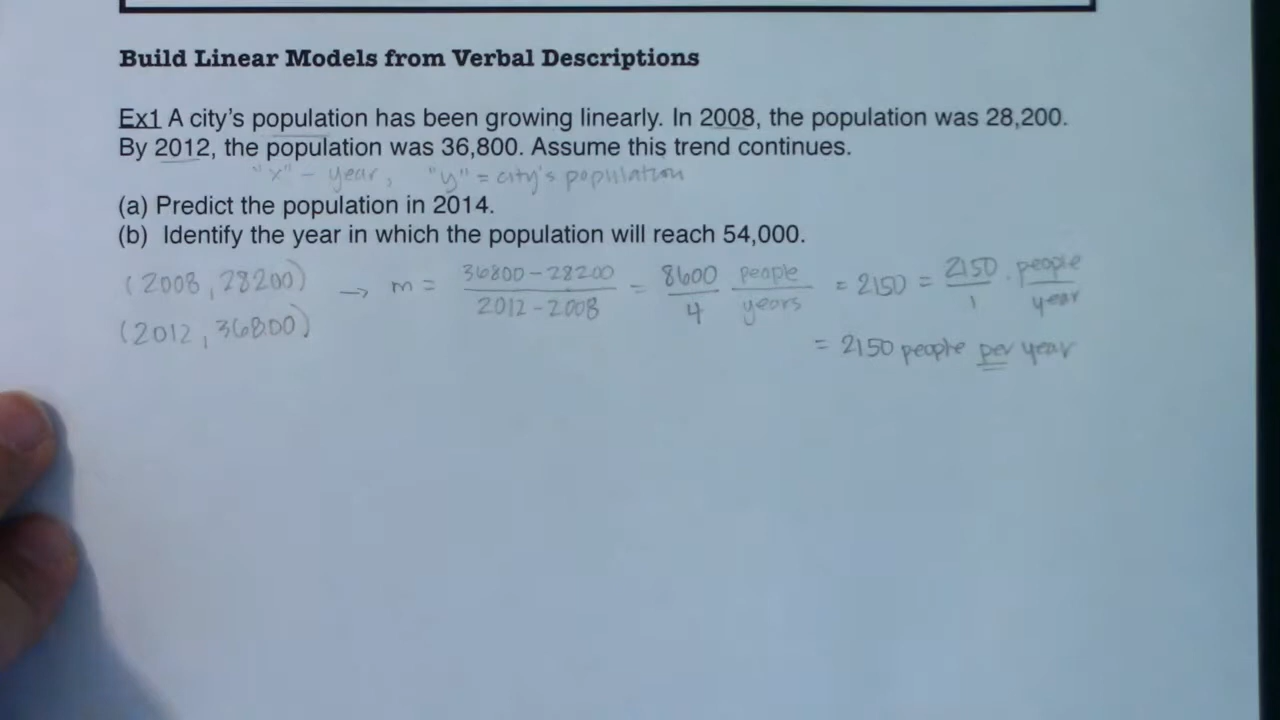 Build Linear Models from Verbal Descriptions
Ex1 A city's population has been growing linearly. In 2008, the population was 28,200.
By 2012, the population was 36,800. Assume this trend continues.
"x" - year, "y" = city's population
(a) Predict the population in 2014.
(b) Identify the year in which the population will reach 54,000.
(2008, 28200)
(2012, 36800)
→ m = 36800-28200 / 2012-2008 = 8600 / 4 people / years = 2150 = 2150 / 1 · people / year
= 2150 people per year